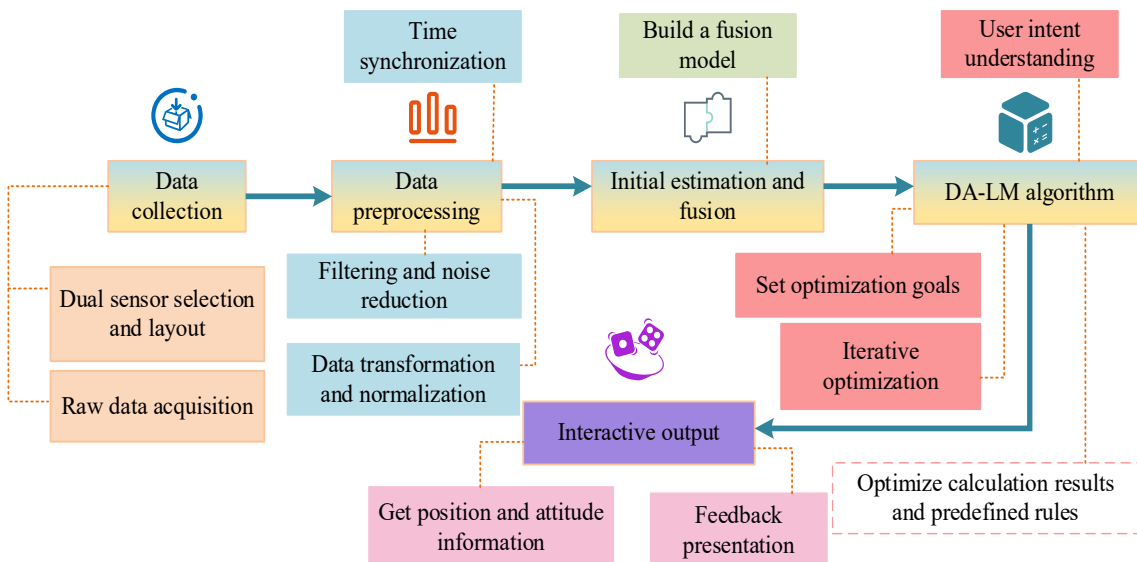 Time
synchronization
Build a fusion
model
User intent
understanding
Data
collection
Data
preprocessing
Initial estimation and
fusion
DA-LM algorithm
Dual sensor selection
and layout
Raw data acquisition
Filtering and noise
reduction
Data transformation
and normalization
Set optimization goals
Iterative
optimization
Interactive output
Get position and attitude
information
Feedback
presentation
Optimize calculation results
and predefined rules